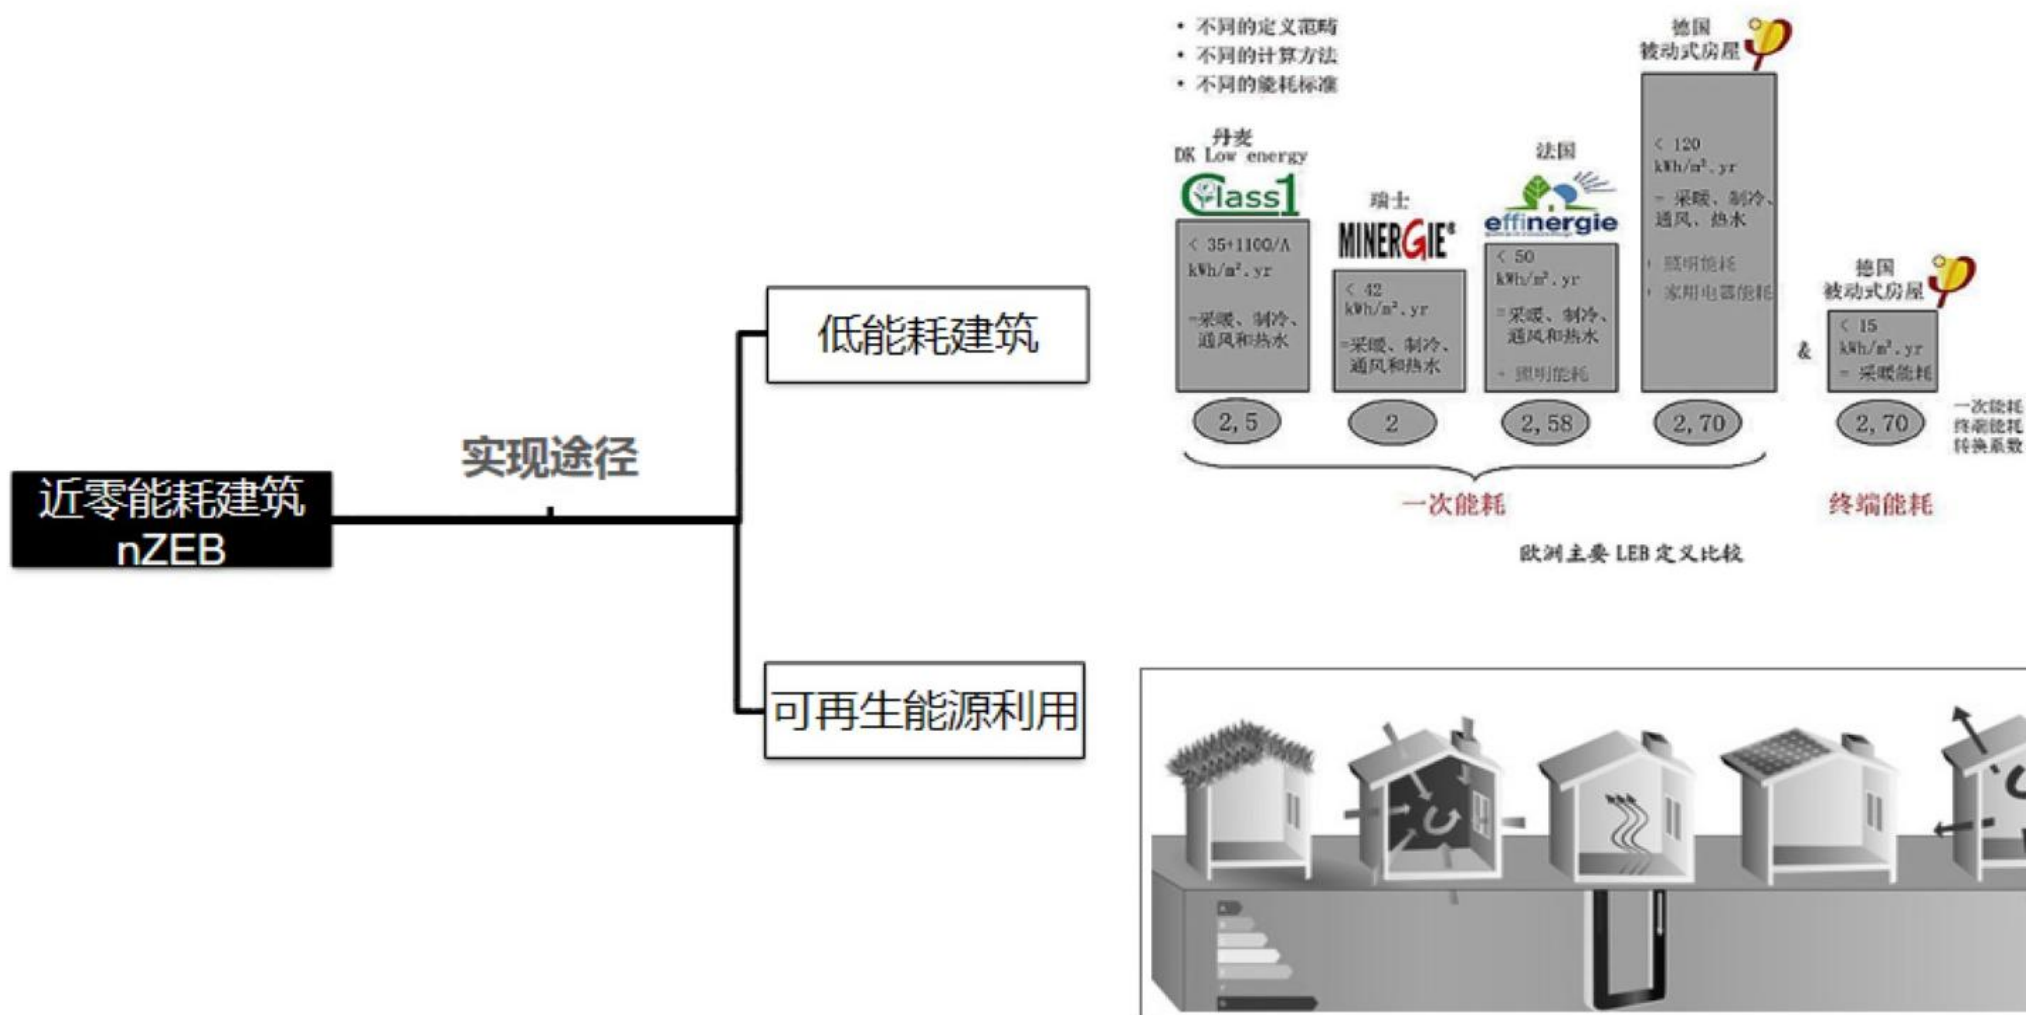 近零能耗建筑
nZEB
实现途径
低能耗建筑
可再生能源利用
• 不同的定义范畴
• 不同的计算方法
• 不同的能耗标准
丹麦
DK Low energy
Class1
< 35+1100/A
kWh/m².yr
=采暖、制冷、
通风和热水
2,5
瑞士
MINERGIE®
< 42
kWh/m².yr
=采暖、制冷、
通风和热水
2
法国
effinergie
< 50
kWh/m².yr
=采暖、制冷、
通风和热水
+ 照明能耗
2,58
德国
被动式房屋
< 120
kWh/m².yr
= 采暖、制冷、
通风、热水
+ 照明能耗
+ 家用电器能耗
2,70
&
德国
被动式房屋
< 15
kWh/m².yr
= 采暖能耗
2,70
一次能耗
终端能耗
转换系数
一次能耗
终端能耗
欧洲主要 LEB 定义比较